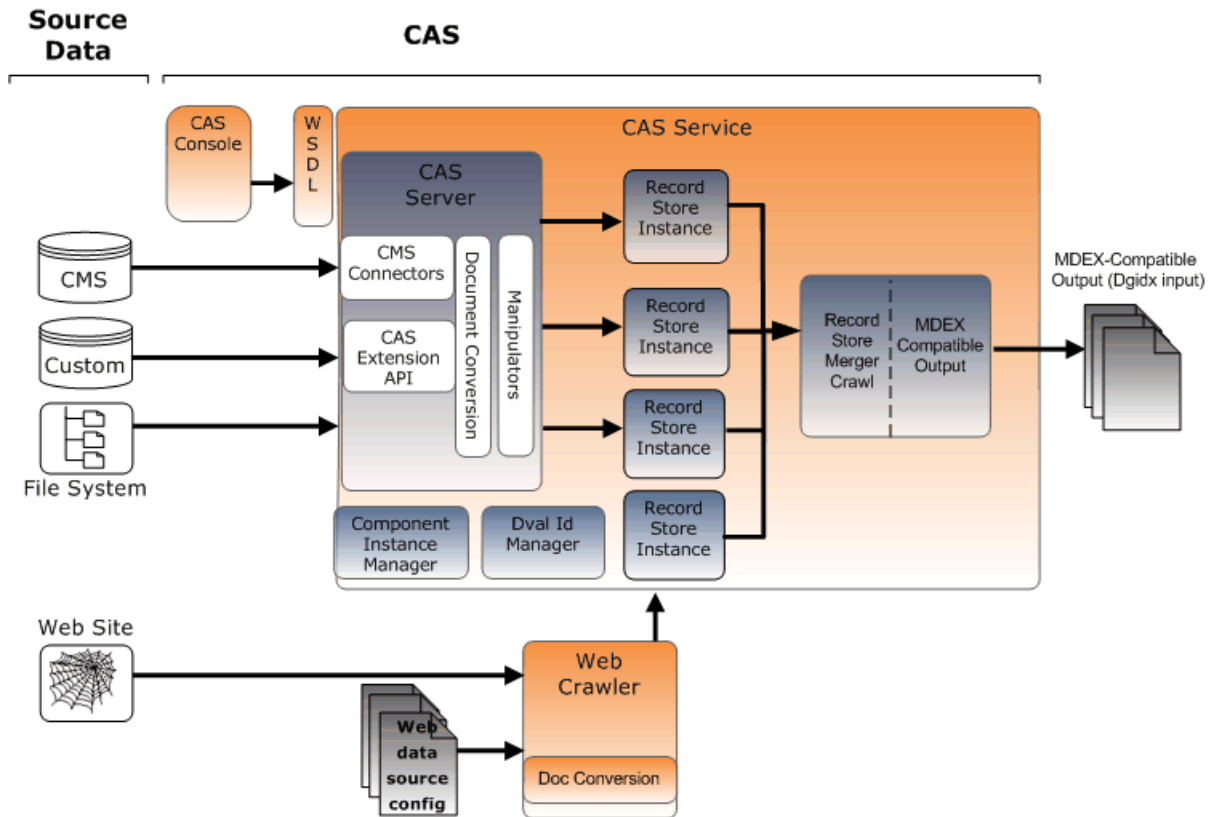 Source
Data
CAS
CAS
Console
W
S
D
L
CAS Service
CAS
Server
CMS
Connectors
CAS
Extension
API
Document Conversion
Manipulators
Record
Store
Instance
Record
Store
Instance
Record
Store
Instance
Record
Store
Instance
Record
Store
Merger
Crawl
MDEX
Compatible
Output
MDEX-Compatible
Output (Dgidx input)
CMS
Custom
File System
Component
Instance
Manager
Dval Id
Manager
Web Site
Web
Crawler
Doc Conversion
Web
data
source
config